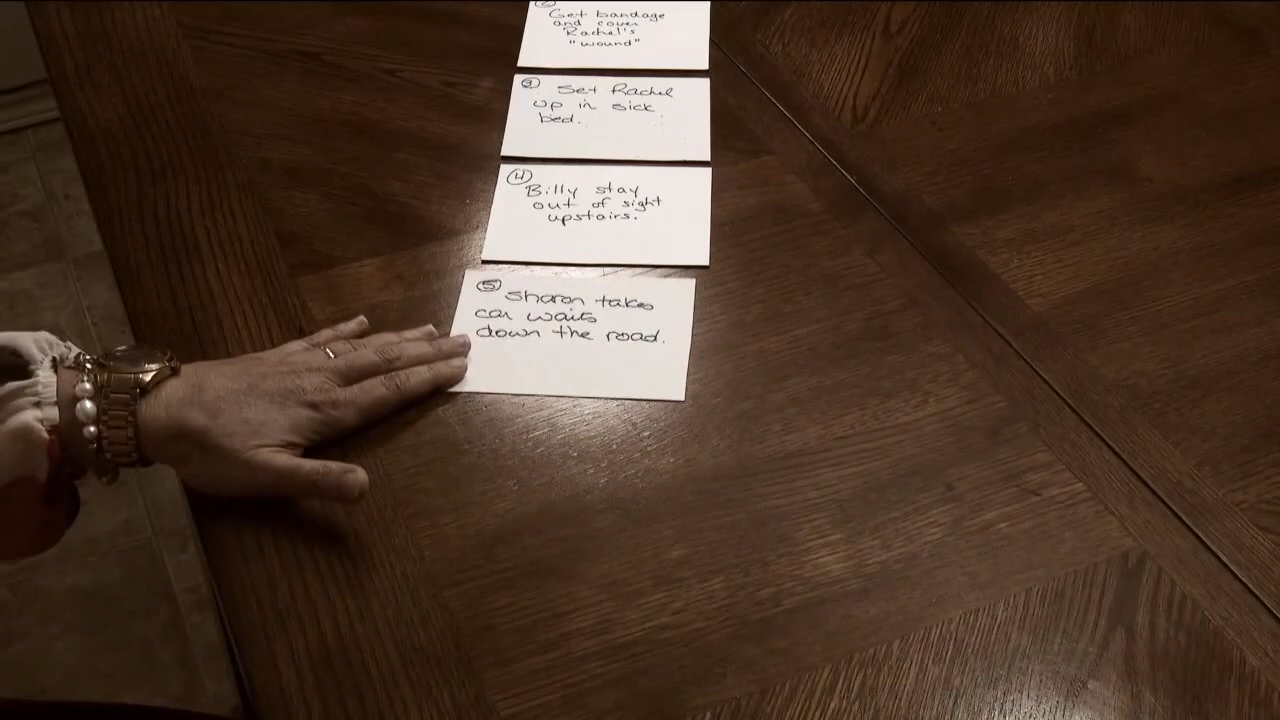 Get bandage
and cover
Rachel's
"wound"
③ Set Rachel
up in sick
bed.
④ Billy stay
out of sight
upstairs.
⑤ Sharon takes
car waits
down the road.